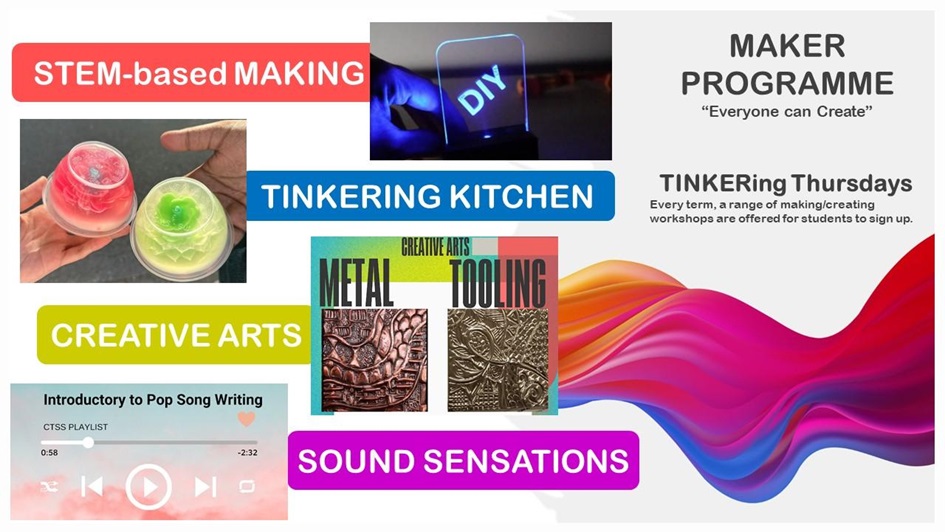 STEM-based MAKING
DIY
TINKERING KITCHEN
CREATIVE ARTS
METAL TOOLING
CREATIVE ARTS
Introductory to Pop Song Writing
CTSS PLAYLIST
0:58 -2:32
SOUND SENSATIONS
MAKER
PROGRAMME
“Everyone can Create”
TINKERing Thursdays
Every term, a range of making/creating
workshops are offered for students to sign up.